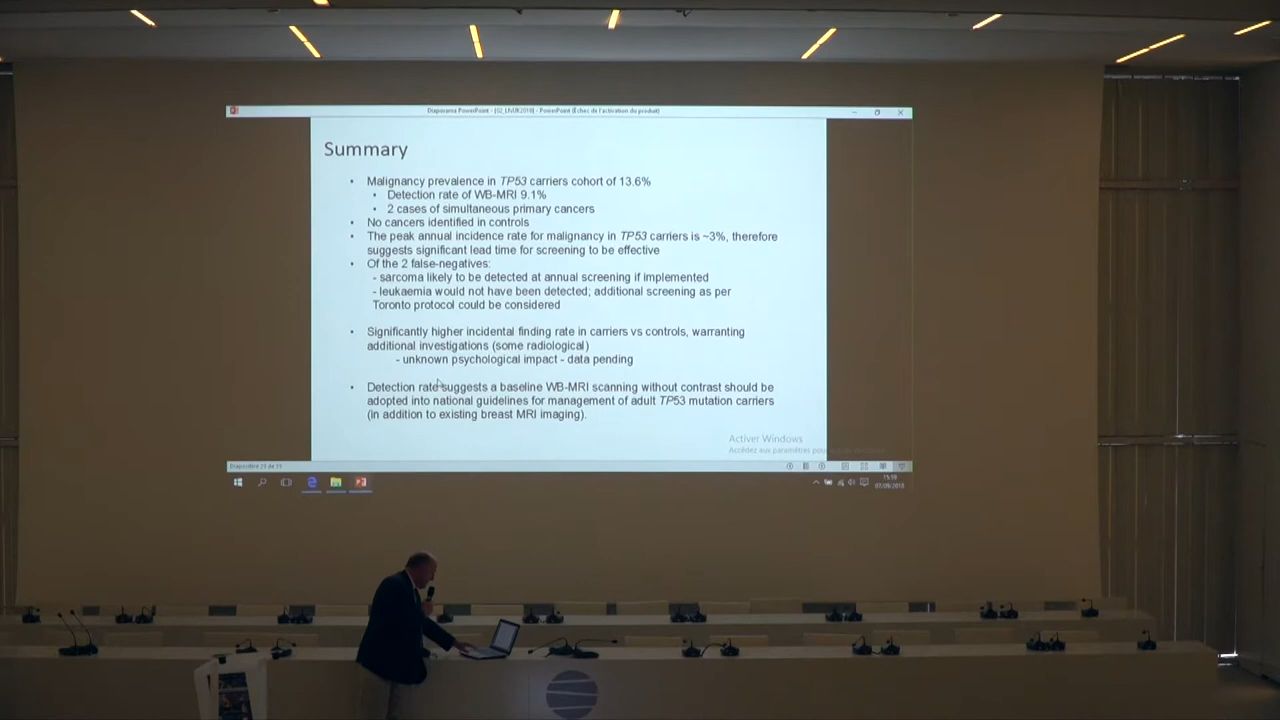 Diaporama PowerPoint - [02_LIVUK2018] - PowerPoint (Échec de l'activation du produit)
Summary
• Malignancy prevalence in TP53 carriers cohort of 13.6%
• Detection rate of WB-MRI 9.1%
• 2 cases of simultaneous primary cancers
• No cancers identified in controls
• The peak annual incidence rate for malignancy in TP53 carriers is ~3%, therefore
suggests significant lead time for screening to be effective
• Of the 2 false-negatives:
- sarcoma likely to be detected at annual screening if implemented
- leukaemia would not have been detected; additional screening as per
Toronto protocol could be considered
• Significantly higher incidental finding rate in carriers vs controls, warranting
additional investigations (some radiological)
- unknown psychological impact - data pending
• Detection rate suggests a baseline WB-MRI scanning without contrast should be
adopted into national guidelines for management of adult TP53 mutation carriers
(in addition to existing breast MRI imaging).
Activer Windows
Accédez aux paramètres
15:59
07/09/2018